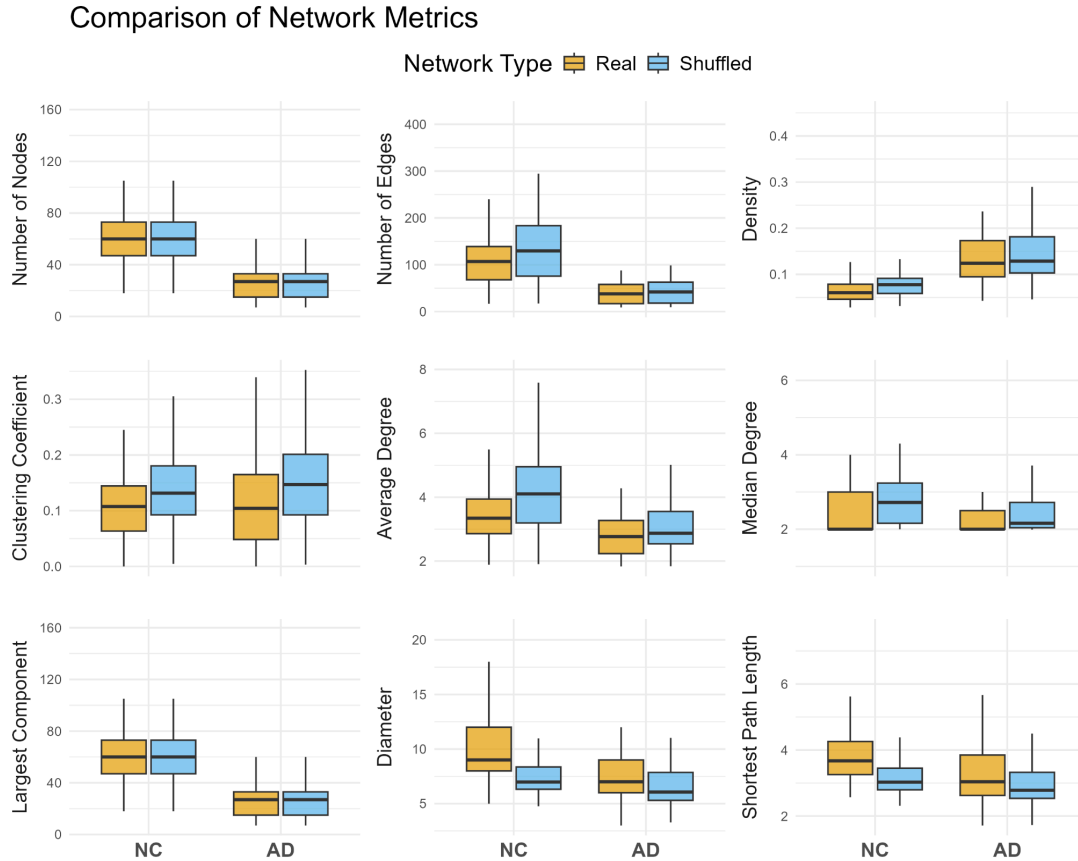 Comparison of Network Metrics
Network Type Real Shuffled
Number of Nodes
160
120
80
40
0
Number of Edges
400
300
200
100
0
Density
0.4
0.3
0.2
0.1
Clustering Coefficient
0.3
0.2
0.1
0.0
Average Degree
8
6
4
2
Median Degree
6
4
2
Largest Component
160
120
80
40
0
Diameter
20
15
10
5
Shortest Path Length
6
4
2
NC AD
NC AD
NC AD